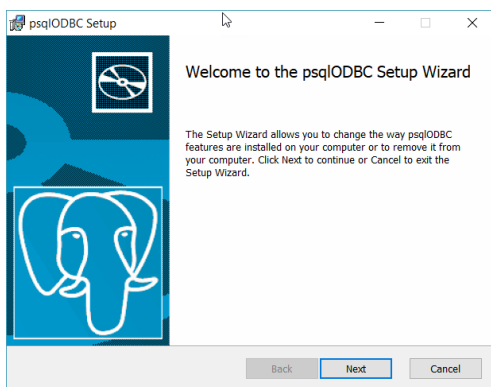 psqlODBC Setup
Welcome to the psqlODBC Setup Wizard
The Setup Wizard allows you to change the way psqlODBC
features are installed on your computer or to remove it from
your computer. Click Next to continue or Cancel to exit the
Setup Wizard.
Back Next Cancel